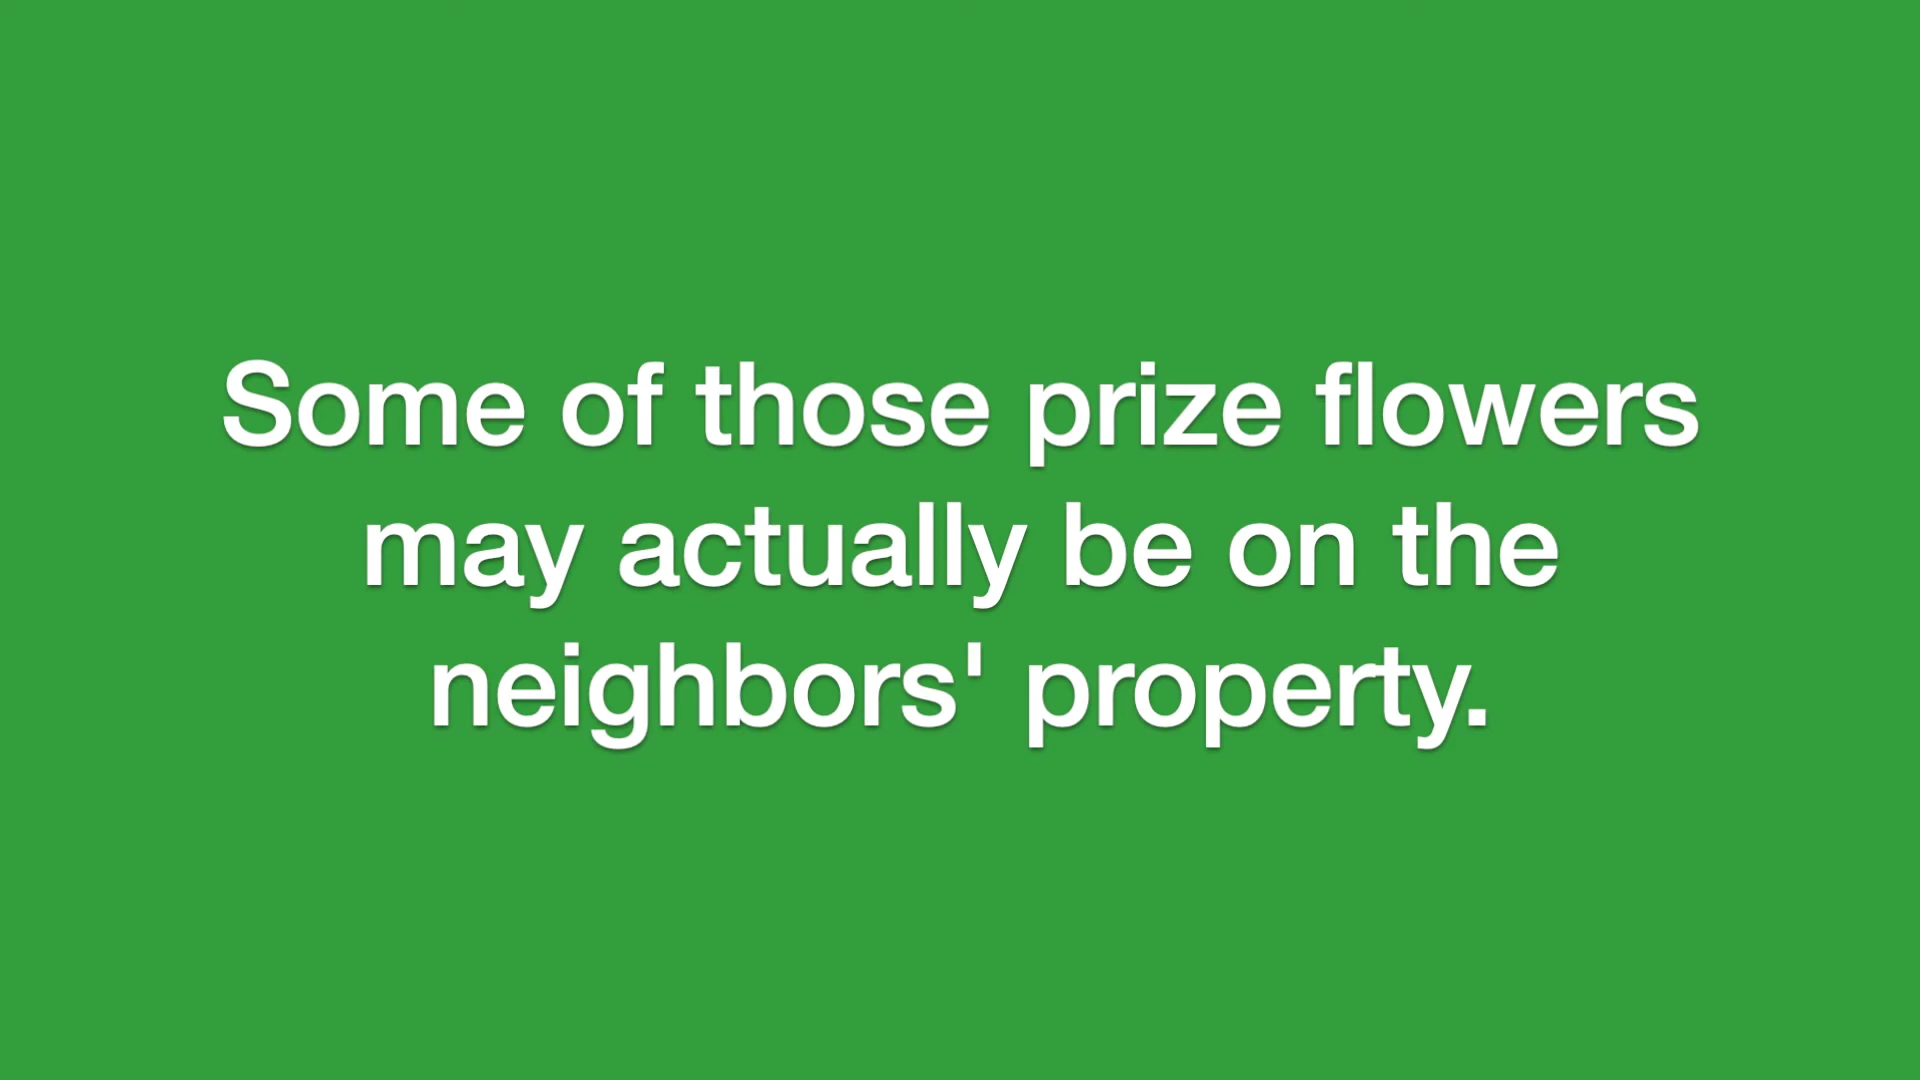 Some of those prize flowers
may actually be on the
neighbors' property.